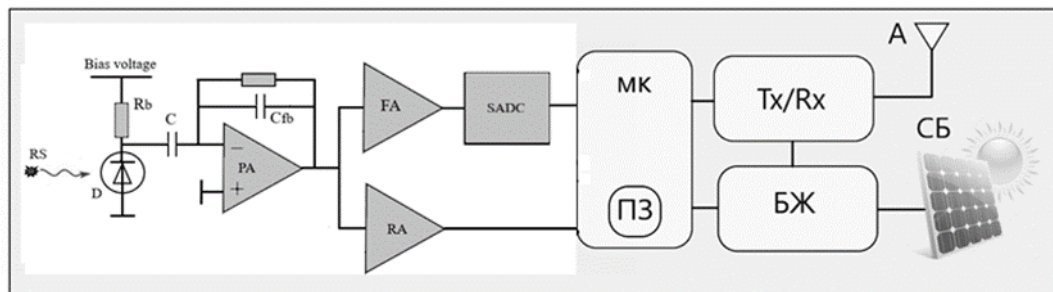 Bias voltage
Rb
C
Cfb
RS
D
−
PA
+
FA
SADC
RA
МК
ПЗ
Tx/Rx
А
СБ
БЖ